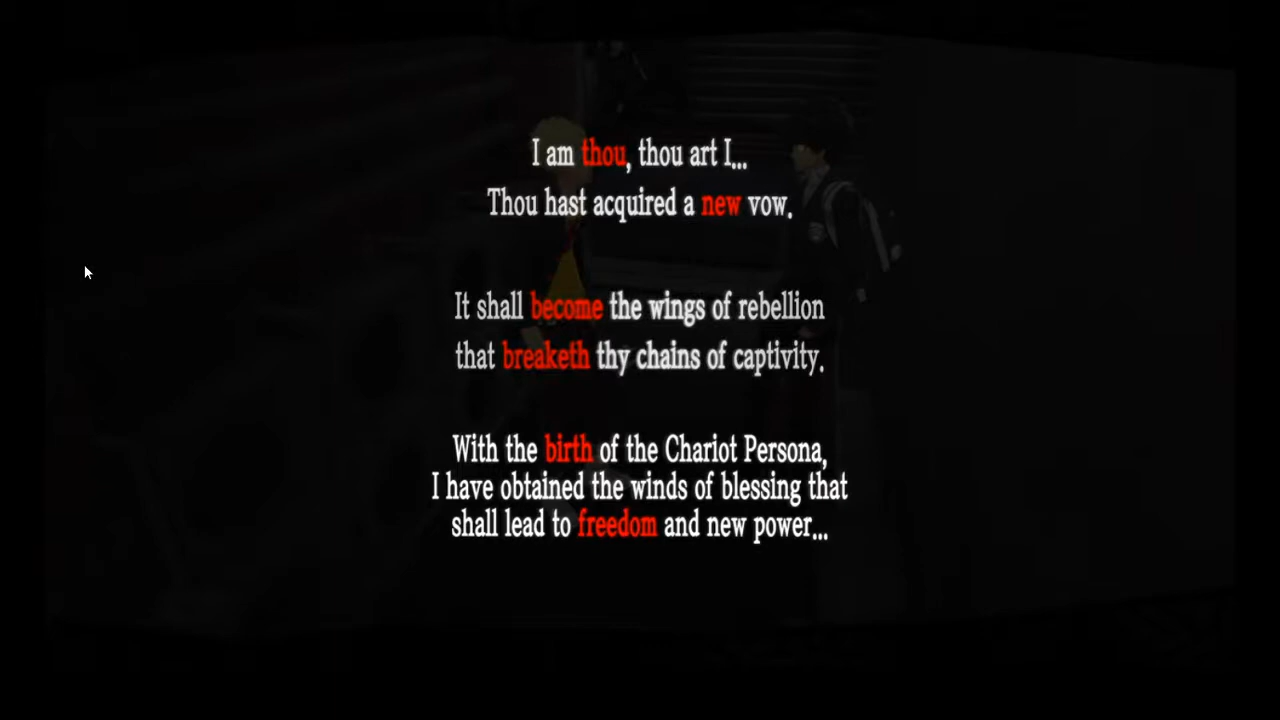 I am thou, thou art I...
Thou hast acquired a new vow.
It shall become the wings of rebellion
that breaketh thy chains of captivity.
With the birth of the Chariot Persona,
I have obtained the winds of blessing that
shall lead to freedom and new power...